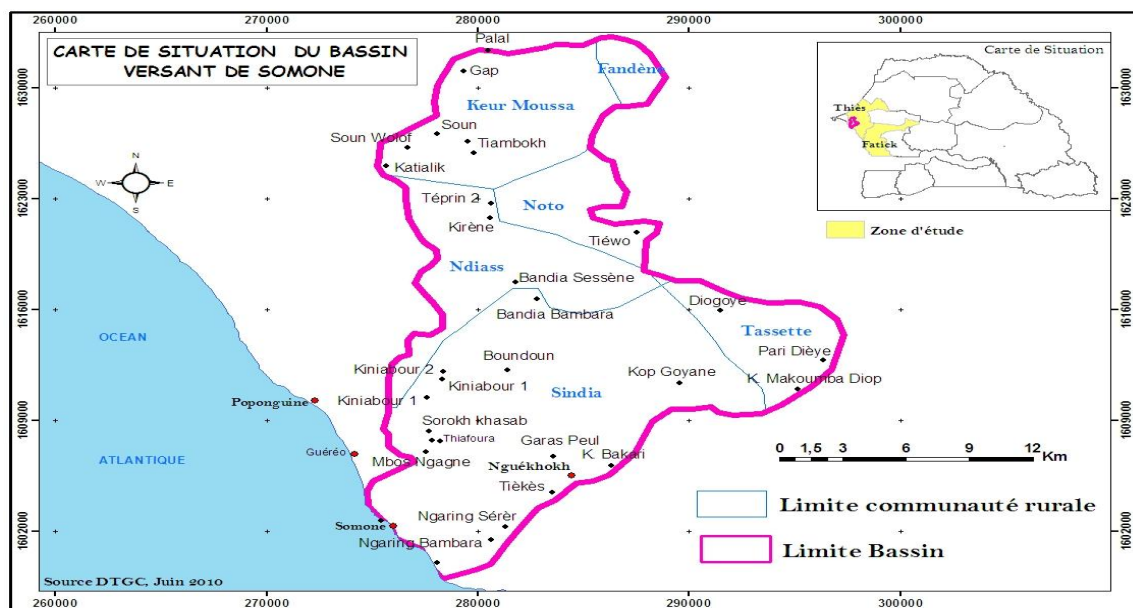 260000 270000 280000 290000 300000
CARTE DE SITUATION DU BASSIN
VERSANT DE SOMONE
Carte de Situation
Thiès
Fatick
Zone d'étude
1630000
1623000
1616000
1609000
1602000
N
W E
S
Palal
Gap
Fandène
Keur Moussa
Soun
Soun Wolof
Tiambokh
Katialik
Téprin 2
Noto
Kirène
Tiéwo
Ndiass
Bandia Sessène
Bandia Bambara
Diogoye
Tassette
Pari Dièye
OCEAN
Boundoun
Kiniabour 2
Kiniabour 1
Kop Goyane
K. Makoumba Diop
Sindia
Kiniabour 1
Poponguine
Sorokh khasab
Thiafoura
Garas Peul
Guéréo
ATLANTIQUE
Mbos Ngagne
K. Bakari
Nguékhokh
Tièkès
Somone
Ngaring Sérèr
Ngaring Bambara
0 1,5 3 6 9 12
Km
Limite communauté rurale
Limite Bassin
Source DTGC, Juin 2010
1630000
1623000
1616000
1609000
1602000
260000 270000 280000 290000 300000